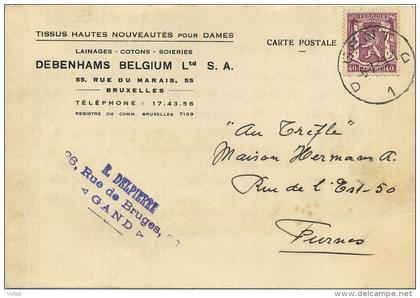 TISSUS HAUTES NOUVEAUTÉS POUR DAMES
LAINAGES - COTONS - SOIERIES
DEBENHAMS BELGIUM Ltd S. A.
55, RUE DU MARAIS, 55
BRUXELLES
TÉLÉPHONE : 17.43.56
REGISTRE DU COMM. BRUXELLES 7169
CARTE POSTALE
BELGIQUE
40 40
1
"Au Trèfle"
Maison Hermann A.
Rue de l'Est-50
Furnes
R. DELPIERRE
26, Rue de Bruges,
GAND
delcampe.net